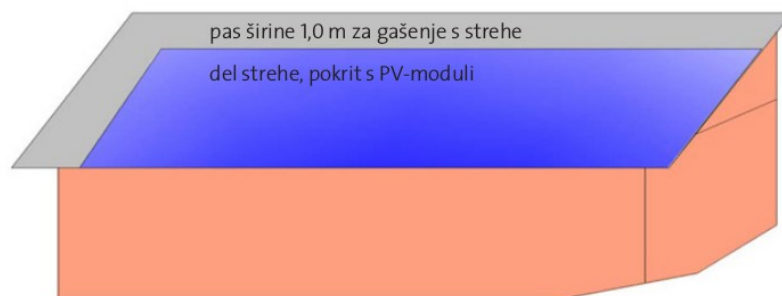 pas širine 1,0 m za gašenje s strehe
del strehe, pokrit s PV-moduli